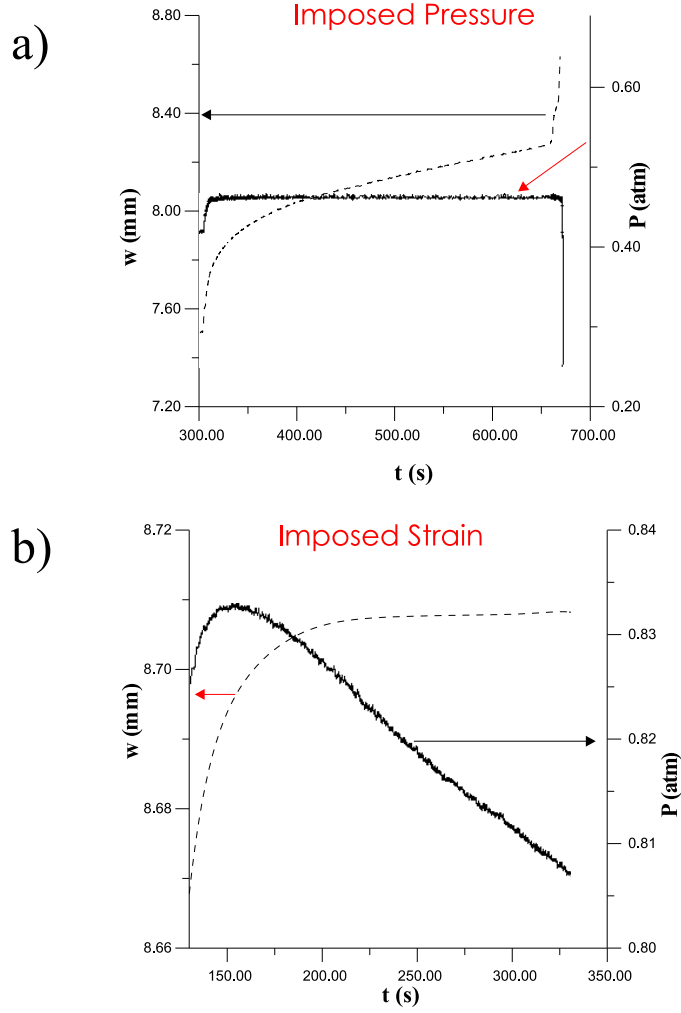 Imposed Pressure
a)
8.80
8.40
8.00
7.60
7.20
w (mm)
0.60
0.40
0.20
P (atm)
300.00 400.00 500.00 600.00 700.00
t (s)
b)
Imposed Strain
8.72
8.70
8.68
8.66
w (mm)
0.84
0.83
0.82
0.81
0.80
P (atm)
150.00 200.00 250.00 300.00 350.00
t (s)